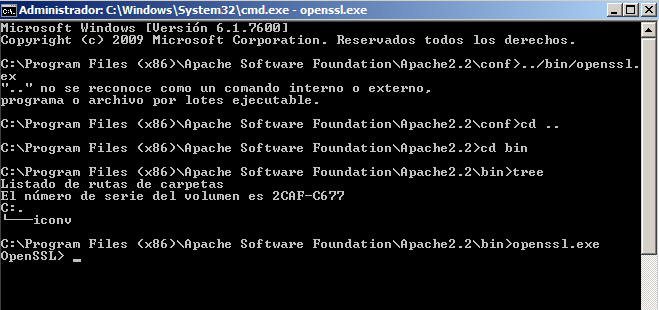 Administrador: C:\Windows\System32\cmd.exe - openssl.exe
Microsoft Windows [Versión 6.1.7600]
Copyright (c) 2009 Microsoft Corporation. Reservados todos los derechos.
C:\Program Files (x86)\Apache Software Foundation\Apache2.2\conf>../bin/openssl.
ex
".." no se reconoce como un comando interno o externo,
programa o archivo por lotes ejecutable.
C:\Program Files (x86)\Apache Software Foundation\Apache2.2\conf>cd ..
C:\Program Files (x86)\Apache Software Foundation\Apache2.2>cd bin
C:\Program Files (x86)\Apache Software Foundation\Apache2.2\bin>tree
Listado de rutas de carpetas
El número de serie del volumen es 2CAF-C677
C:.
└───iconv
C:\Program Files (x86)\Apache Software Foundation\Apache2.2\bin>openssl.exe
OpenSSL> _